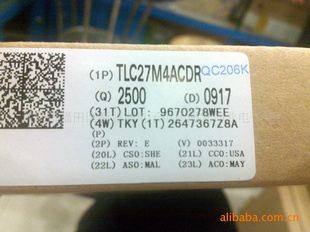 (1P) TLC27M4ACDR QC206K
(Q) 2500 (D) 0917
(31T) LOT: 9670278WEE
(4W) TKY (1T) 2647367Z8A
(P)
(2P) REV: E (V) 0033317
(20L) CSO:SHE (21L) CCO:USA
(22L) ASO:MAL (23L) ACO:MAY
alibaba.com.cn